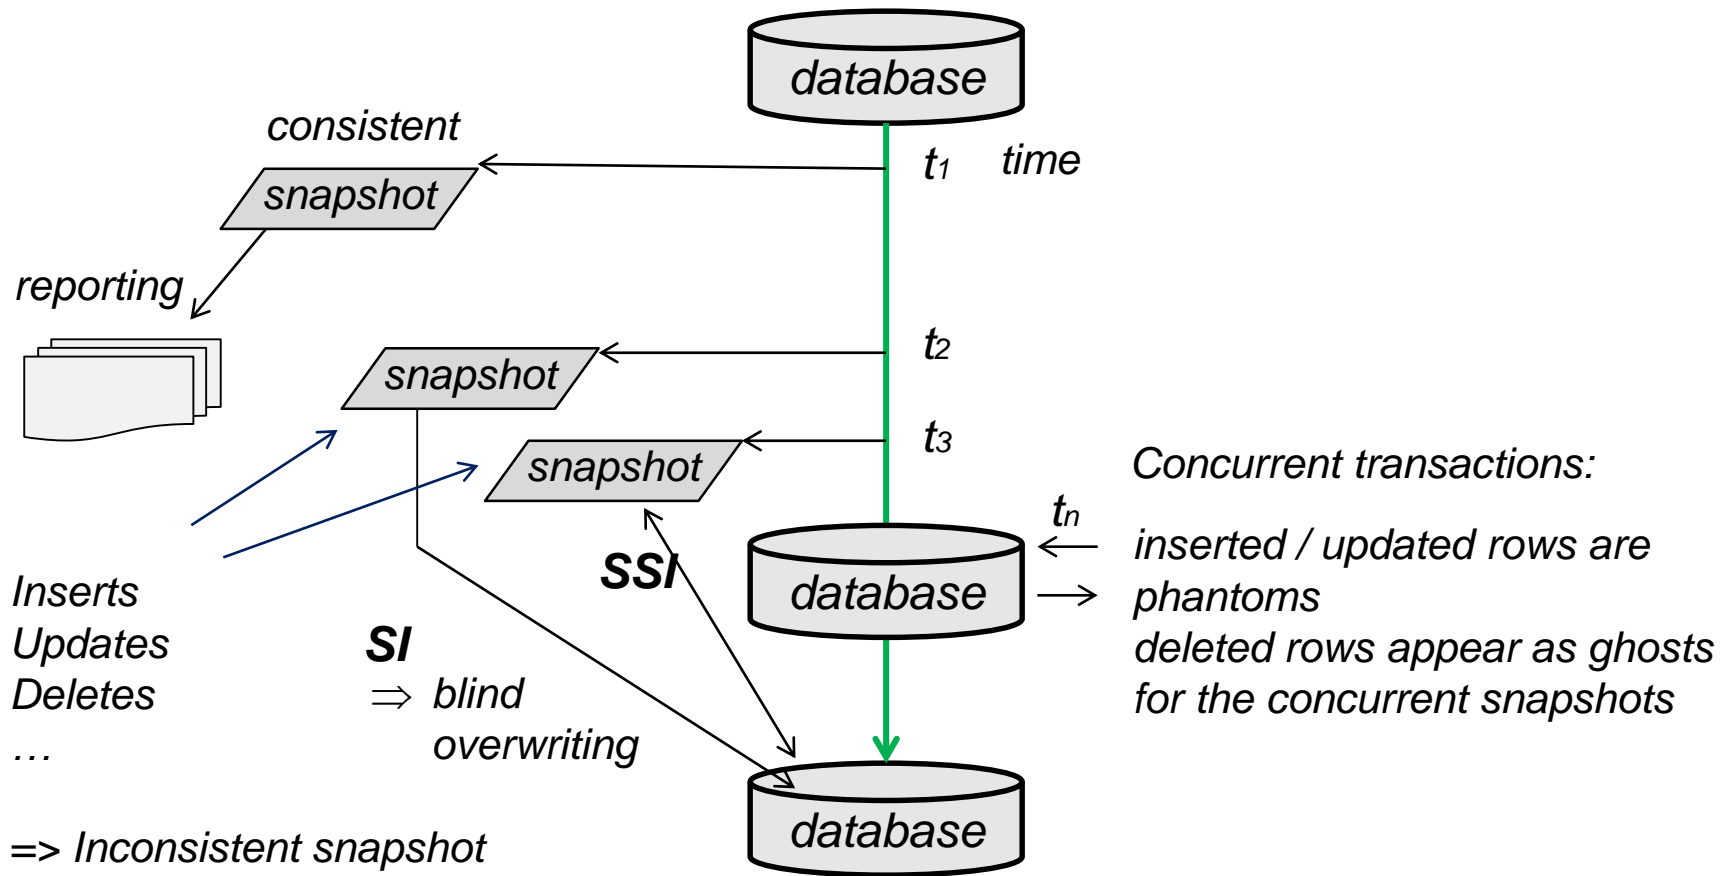 database
consistent
t1 time
snapshot
reporting
t2
snapshot
t3
snapshot
Concurrent transactions:
tn
inserted / updated rows are
phantoms
deleted rows appear as ghosts
for the concurrent snapshots
SSI
database
Inserts
Updates
Deletes
…
SI
⇒ blind
overwriting
database
=> Inconsistent snapshot